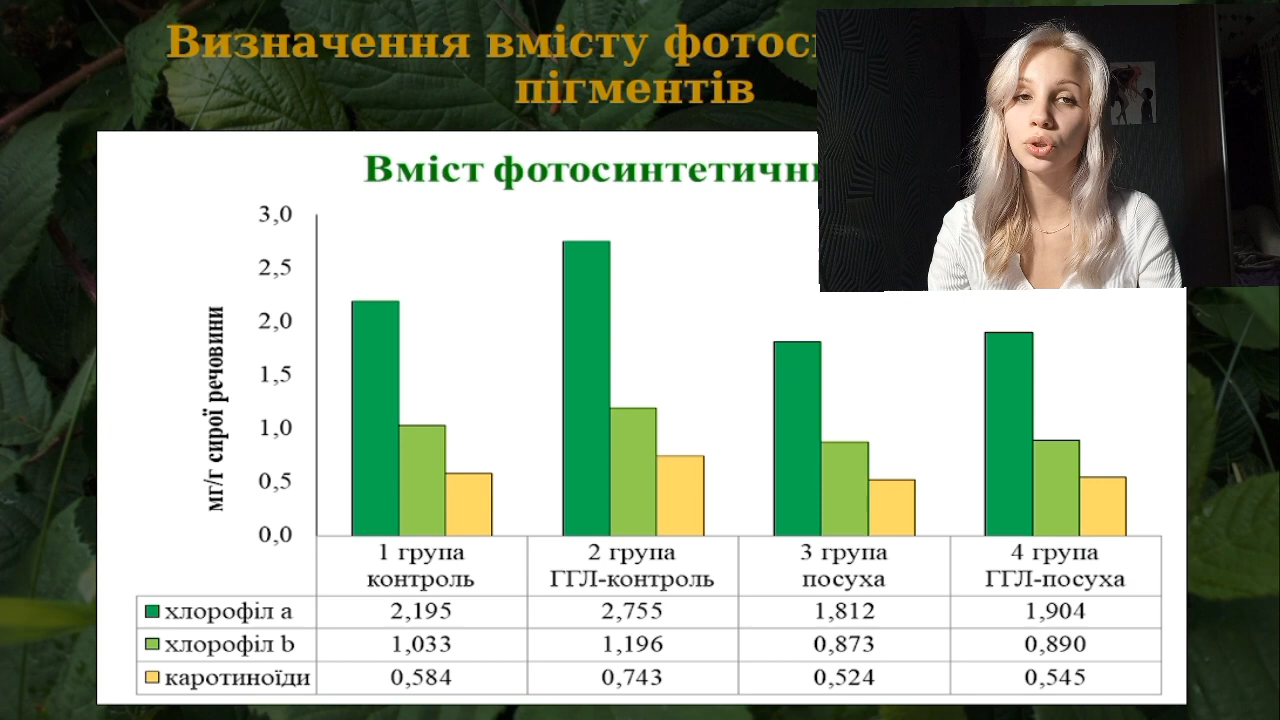 Визначення вмісту
пігментів
Вміст
3,0
2,5
2,0
1,5
1,0
0,5
0,0
мг/г сирої речовини
1 група 2 група 3 група 4 група
контроль ГГЛ-контроль посуха ГГЛ-посуха
хлорофіл a 2,195 2,755 1,812 1,904
хлорофіл b 1,033 1,196 0,873 0,890
каротиноїди 0,584 0,743 0,524 0,545